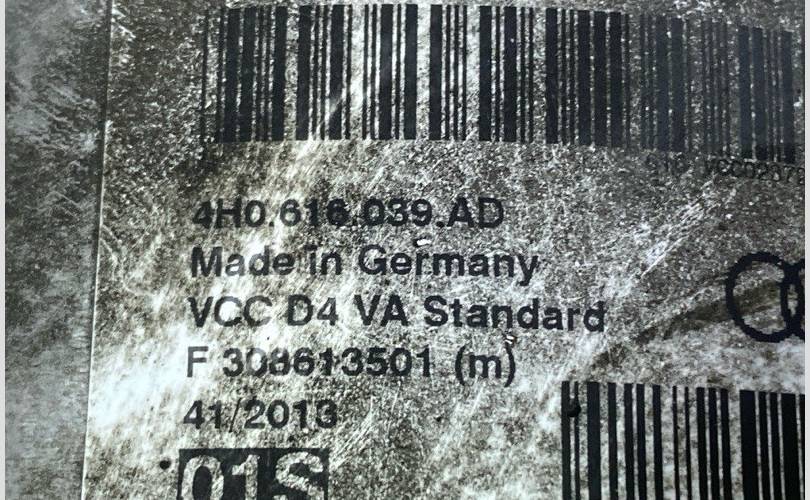 4H0.616.039.AD
Made in Germany
VCC D4 VA Standard
F 308613501 (m)
41/2013
01S